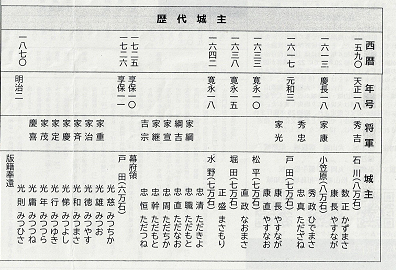 歴代城主
西暦 年号 将軍 城主
一五九〇 天正一八 秀吉 石川(八万石) 数正 かずまさ
康長 やすなが
一六一三 慶長一八 家康 小笠原(八万石) 秀政 ひでまさ
秀忠 忠真 ただざね
一六一七 元和三 戸田(七万石) 康長 やすなが
家光 康直 やすなお
一六三三 寛永一〇 松平(七万石) 直政 なおまさ
一六三八 寛永一五 堀田(七万石) 正盛 まさもり
一六四二 寛永一八 水野(七万石) 忠清 ただきよ
家綱 忠職 ただもと
綱吉 忠直 ただなお
家宣 忠周 ただちか
家継 忠幹 ただもと
吉宗 忠恒 ただつね
一七二五 享保一〇 幕府領
一七二六 享保一一 戸田(六万石) 光慈 みつちか
家重 光雄 みつお
家治 光徳 みつやす
家斉 光和 みつまさ
家慶 光悌 みつよし
家定 光行 みつゆき
家茂 光年 みつつら
慶喜 光庸 みつつね
光則 みつひさ
一八七〇 明治二 版籍奉還